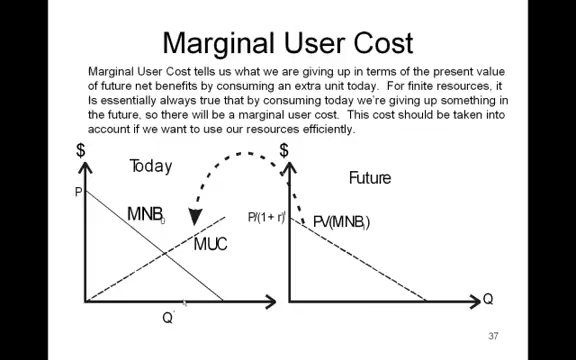 Marginal User Cost
Marginal User Cost tells us what we are giving up in terms of the present value
of future net benefits by consuming an extra unit today. For finite resources, it
Is essentially always true that by consuming today we're giving up something in
the future, so there will be a marginal user cost. This cost should be taken into
account if we want to use our resources efficiently.
$
Today
P
MNB0
MUC
Q*
$
Future
P/(1+ r)t
PV(MNBt)
Q
37